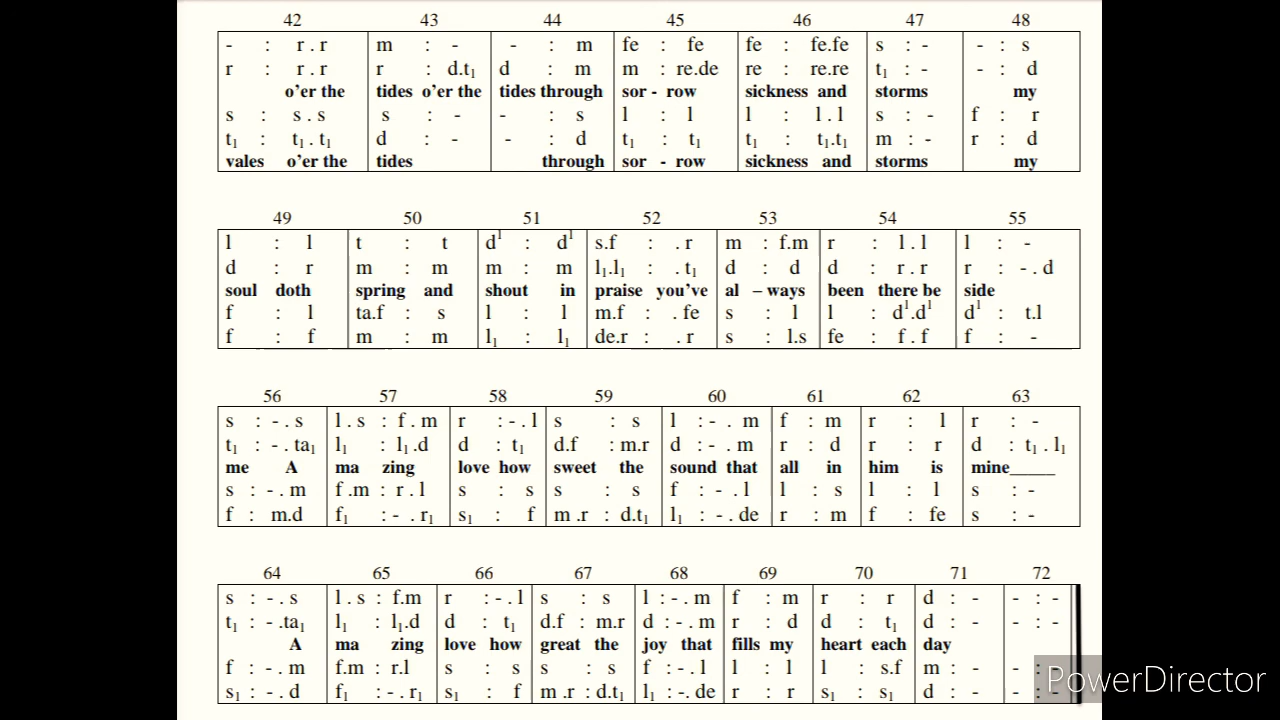 42 43 44 45 46 47 48
- : r . r m : - - : m fe : fe fe : fe.fe s : - - : s
r : r . r r : d.t₁ d : m m : re.de re : re.re t₁ : - - : d
o'er the tides o'er the tides through sor - row sickness and storms my
s : s . s s : - - : s l : l l : l . l s : - f : r
t₁ : t₁ . t₁ d : - - : d t₁ : t₁ t₁ : t₁.t₁ m : - r : d
vales o'er the tides through sor - row sickness and storms my
49 50 51 52 53 54 55
l : l t : t d¹ : d¹ s.f : . r m : f.m r : l . l l : -
d : r m : m m : m l₁.l₁ : . t₁ d : d d : r . r r : - . d
soul doth spring and shout in praise you've al – ways been there be side
f : l ta.f : s l : l m.f : . fe s : l l : d¹.d¹ d¹ : t.l
f : f m : m l₁ : l₁ de.r : . r s : l.s fe : f . f f : -
56 57 58 59 60 61 62 63
s : - . s l . s : f . m r : - . l s : s l : - . m f : m r : l r : -
t₁ : - . ta₁ l₁ : l₁.d d : t₁ d.f : m.r d : - . m r : d r : r d : t₁ . l₁
me A ma zing love how sweet the sound that all in him is mine_____
s : - . m f .m : r . l s : s s : s f : - . l l : s l : l s : -
f : m.d f₁ : - . r₁ s₁ : f m .r : d.t₁ l₁ : - . de r : m f : fe s : -
64 65 66 67 68 69 70 71 72
s : - . s l . s : f.m r : - . l s : s l : - . m f : m r : r d : - - : -
t₁ : - .ta₁ l₁ : l₁.d d : t₁ d.f : m.r d : - . m r : d d : t₁ d : - - : -
A ma zing love how great the joy that fills my heart each day
f : - . m f.m : r.l s : s s : s f : - . l l : l l : s.f m : - - : -
s₁ : - . d f₁ : - . r₁ s₁ : f m .r : d.t₁ l₁ : -. de r : r s₁ : s₁ d : - - : -
PowerDirector